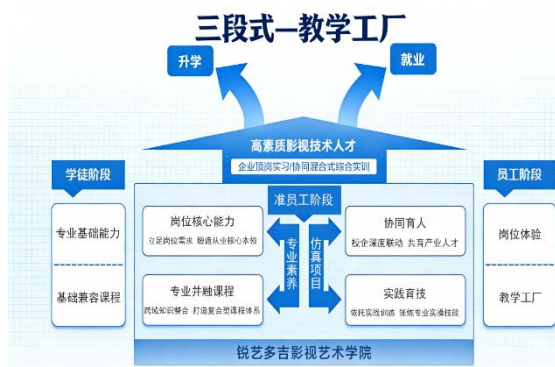 三段式—教学工厂
升学
就业
高素质影视技术人才
企业顶岗实习/协同混合式综合实训
学徒阶段
专业基础能力
基础兼容课程
准员工阶段
岗位核心能力
立足岗位需求 锻造从业核心本领
专业并融课程
跨域知识整合 打造复合型课程体系
专业素养
仿真项目
协同育人
校企深度联动 共育产业人才
实践育技
依托实战训练 锤炼专业实操技能
员工阶段
岗位体验
教学工厂
锐艺多吉影视艺术学院